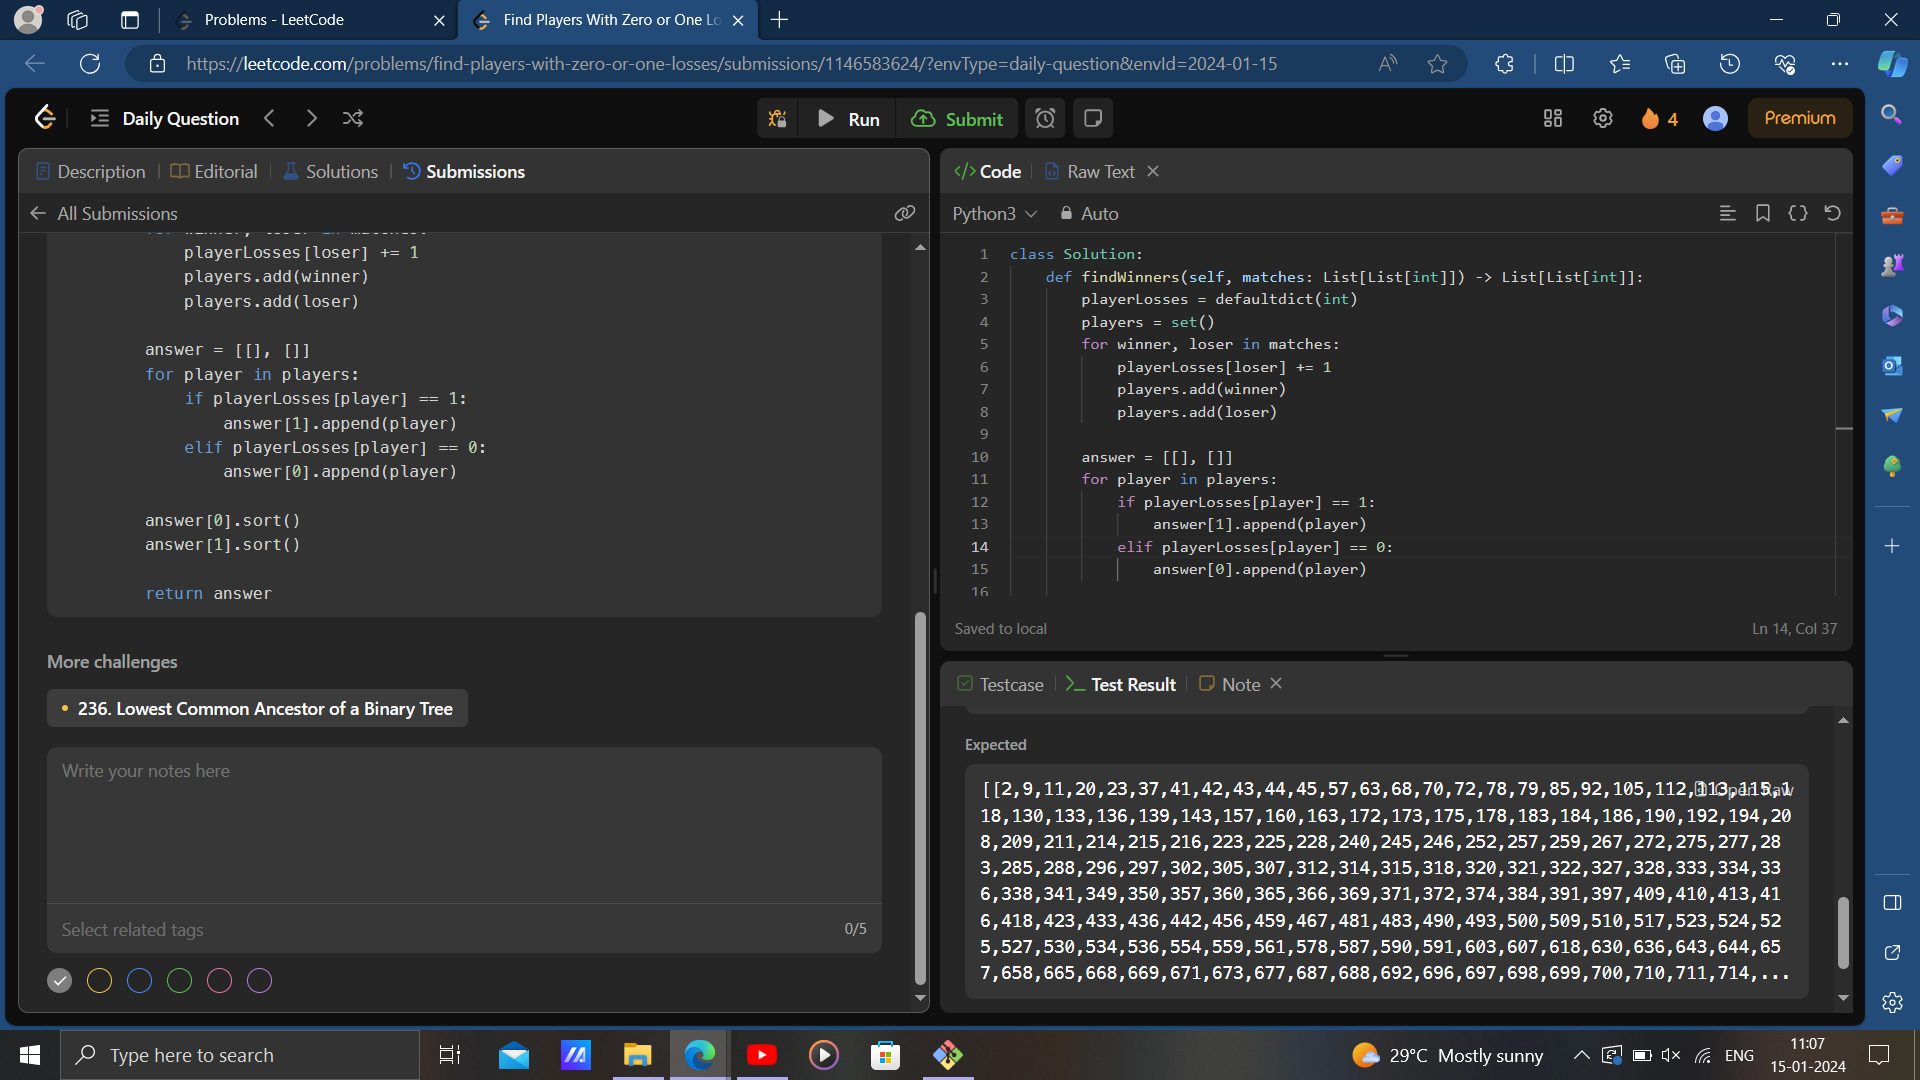 Problems - LeetCode
Find Players With Zero or One Lo
https://leetcode.com/problems/find-players-with-zero-or-one-losses/submissions/1146583624/?envType=daily-question&envId=2024-01-15
Daily Question
Run
Submit
4
Premium
Description
Editorial
Solutions
Submissions
All Submissions
playerLosses[loser] += 1
players.add(winner)
players.add(loser)
answer = [[], []]
for player in players:
if playerLosses[player] == 1:
answer[1].append(player)
elif playerLosses[player] == 0:
answer[0].append(player)
answer[0].sort()
answer[1].sort()
return answer
More challenges
236. Lowest Common Ancestor of a Binary Tree
Write your notes here
Select related tags
0/5
Code
Raw Text
Python3
Auto
1 class Solution:
2 def findWinners(self, matches: List[List[int]]) -> List[List[int]]:
3 playerLosses = defaultdict(int)
4 players = set()
5 for winner, loser in matches:
6 playerLosses[loser] += 1
7 players.add(winner)
8 players.add(loser)
9
10 answer = [[], []]
11 for player in players:
12 if playerLosses[player] == 1:
13 answer[1].append(player)
14 elif playerLosses[player] == 0:
15 answer[0].append(player)
16
Saved to local
Ln 14, Col 37
Testcase
Test Result
Note
Expected
[[2,9,11,20,23,37,41,42,43,44,45,57,63,68,70,72,78,79,85,92,105,112,113,115,1
18,130,133,136,139,143,157,160,163,172,173,175,178,183,184,186,190,192,194,20
8,209,211,214,215,216,223,225,228,240,245,246,252,257,259,267,272,275,277,28
3,285,288,296,297,302,305,307,312,314,315,318,320,321,322,327,328,333,334,33
6,338,341,349,350,357,360,365,366,369,371,372,374,384,391,397,409,410,413,41
6,418,423,433,436,442,456,459,467,481,483,490,493,500,509,510,517,523,524,52
5,527,530,534,536,554,559,561,578,587,590,591,603,607,618,630,636,643,644,65
7,658,665,668,669,671,673,677,687,688,692,696,697,698,699,700,710,711,714,...
Type here to search
29°C Mostly sunny
ENG
11:07
15-01-2024